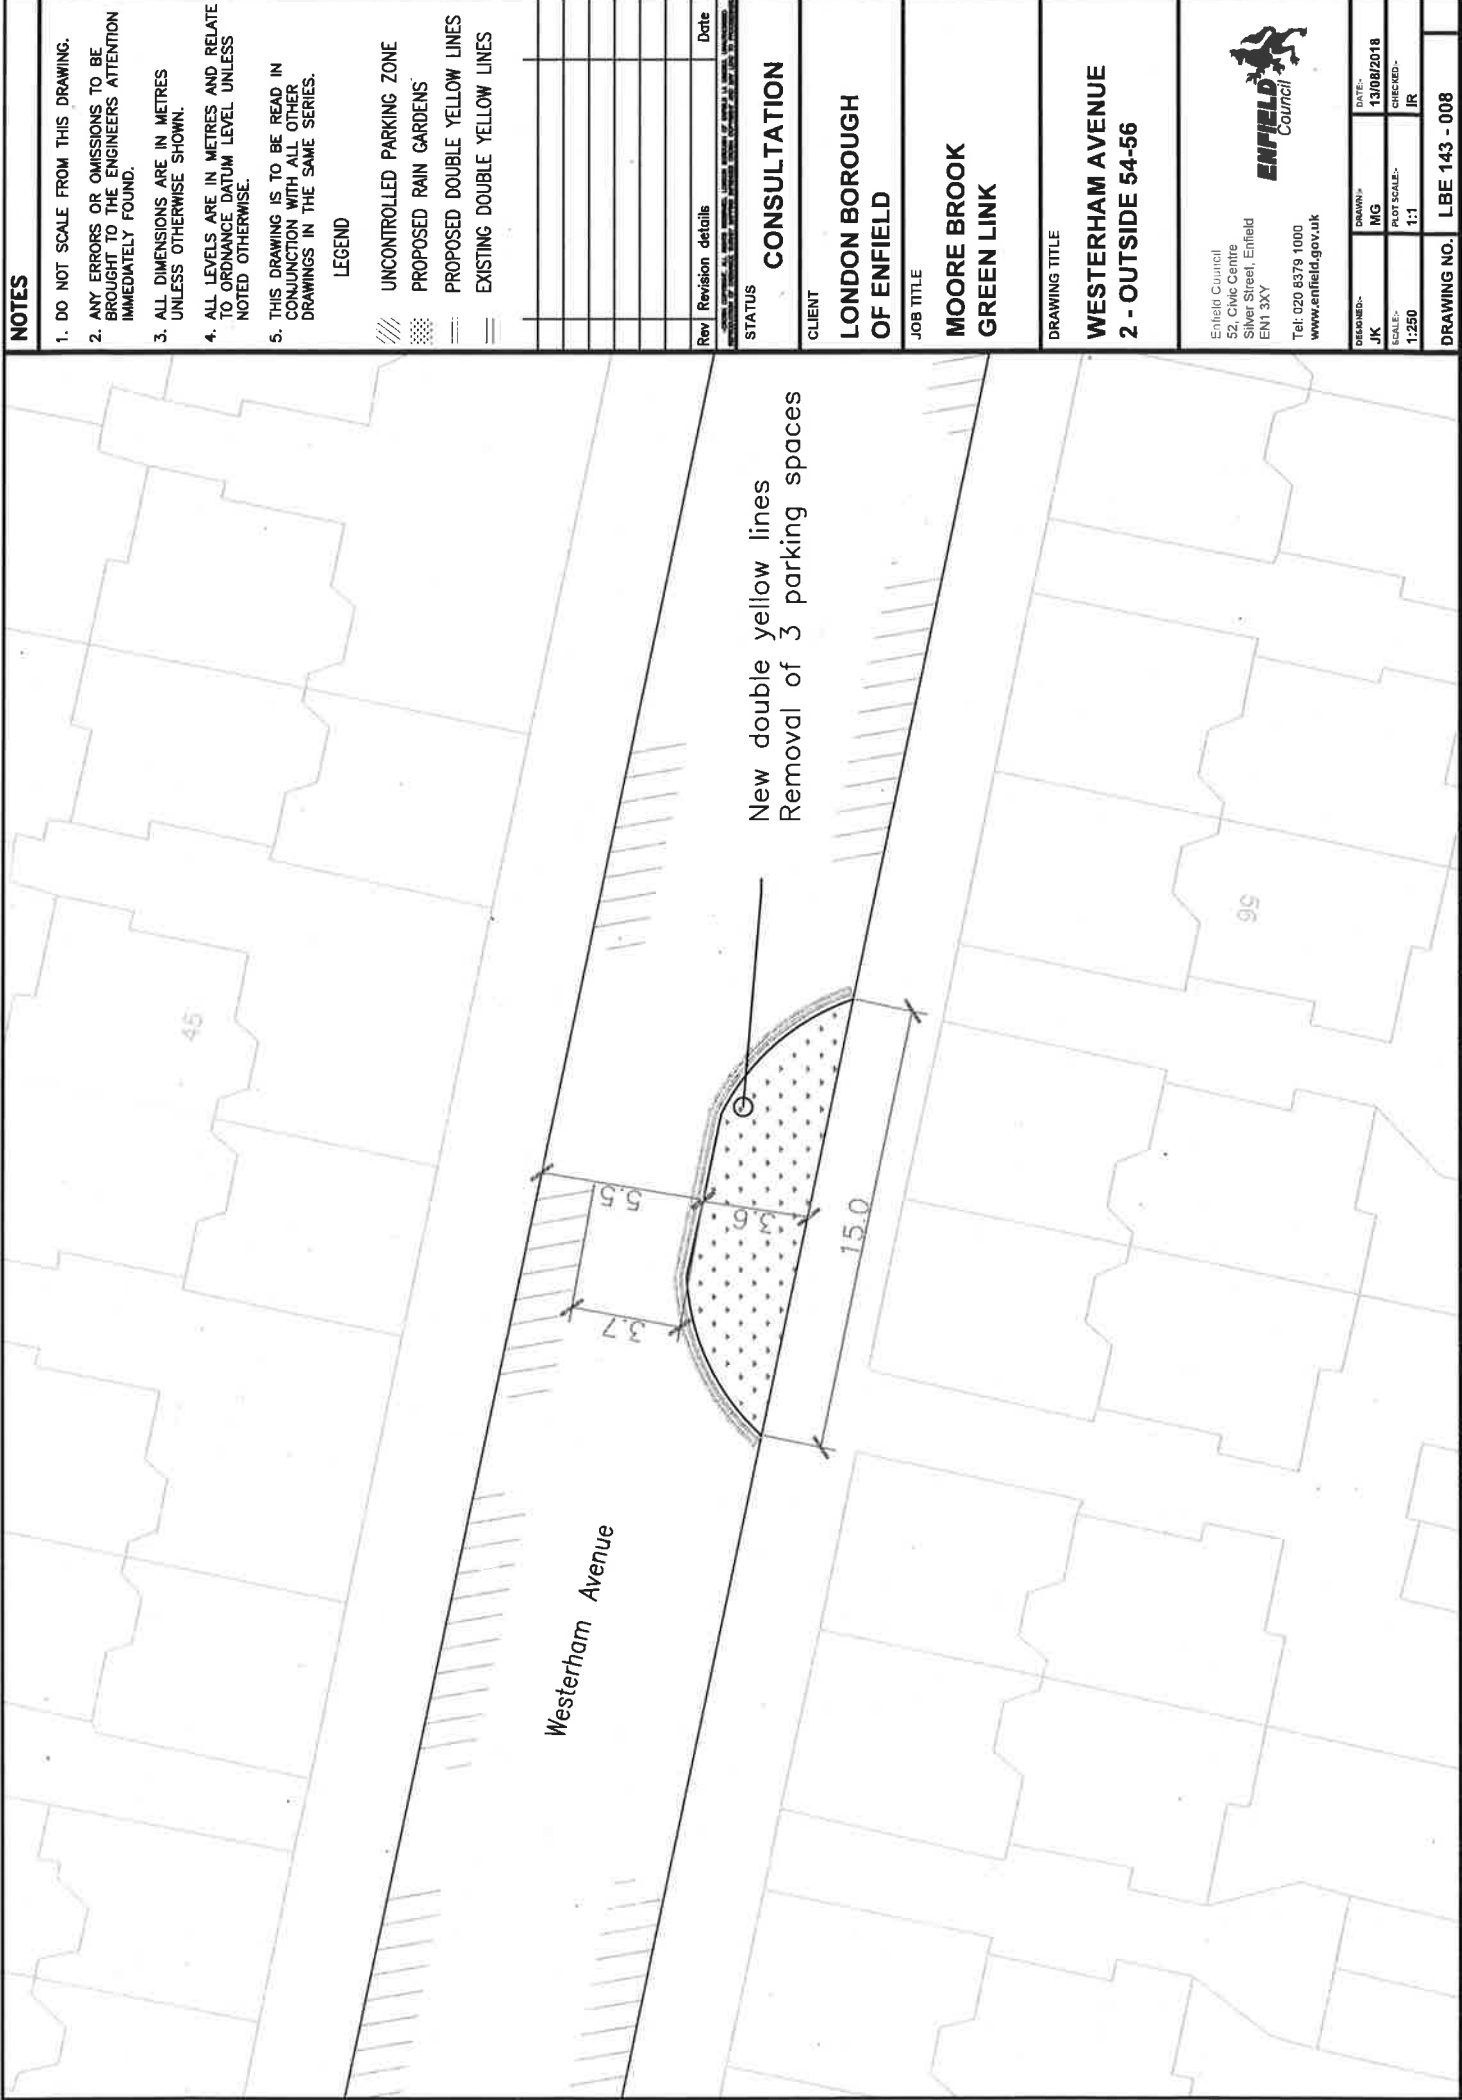 NOTES
1. DO NOT SCALE FROM THIS DRAWING.
2. ANY ERRORS OR OMISSIONS TO BE
BROUGHT TO THE ENGINEERS ATTENTION
IMMEDIATELY FOUND.
3. ALL DIMENSIONS ARE IN METRES
UNLESS OTHERWISE SHOWN.
4. ALL LEVELS ARE IN METRES AND RELATE
TO ORDNANCE DATUM LEVEL UNLESS
NOTED OTHERWISE.
5. THIS DRAWING IS TO BE READ IN
CONJUNCTION WITH ALL OTHER
DRAWINGS IN THE SAME SERIES.
LEGEND
UNCONTROLLED PARKING ZONE
PROPOSED RAIN GARDENS
PROPOSED DOUBLE YELLOW LINES
EXISTING DOUBLE YELLOW LINES
Rev Revision details Date
STATUS
CONSULTATION
CLIENT
LONDON BOROUGH
OF ENFIELD
JOB TITLE
MOORE BROOK
GREEN LINK
DRAWING TITLE
WESTERHAM AVENUE
2 - OUTSIDE 54-56
Enfield Council
52, Civic Centre
Silver Street, Enfield
EN1 3XY
Tel: 020 8379 1000
www.enfield.gov.uk
ENFIELD
Council
DESIGNED:- DRAWN:- DATE:-
JK MG 13/08/2018
SCALE:- PLOT SCALE:- CHECKED:-
1:250 1:1 IR
DRAWING NO. LBE 143 - 008
New double yellow lines
Removal of 3 parking spaces
Westerham Avenue
45
56
5.5
3.6
3.7
15.0